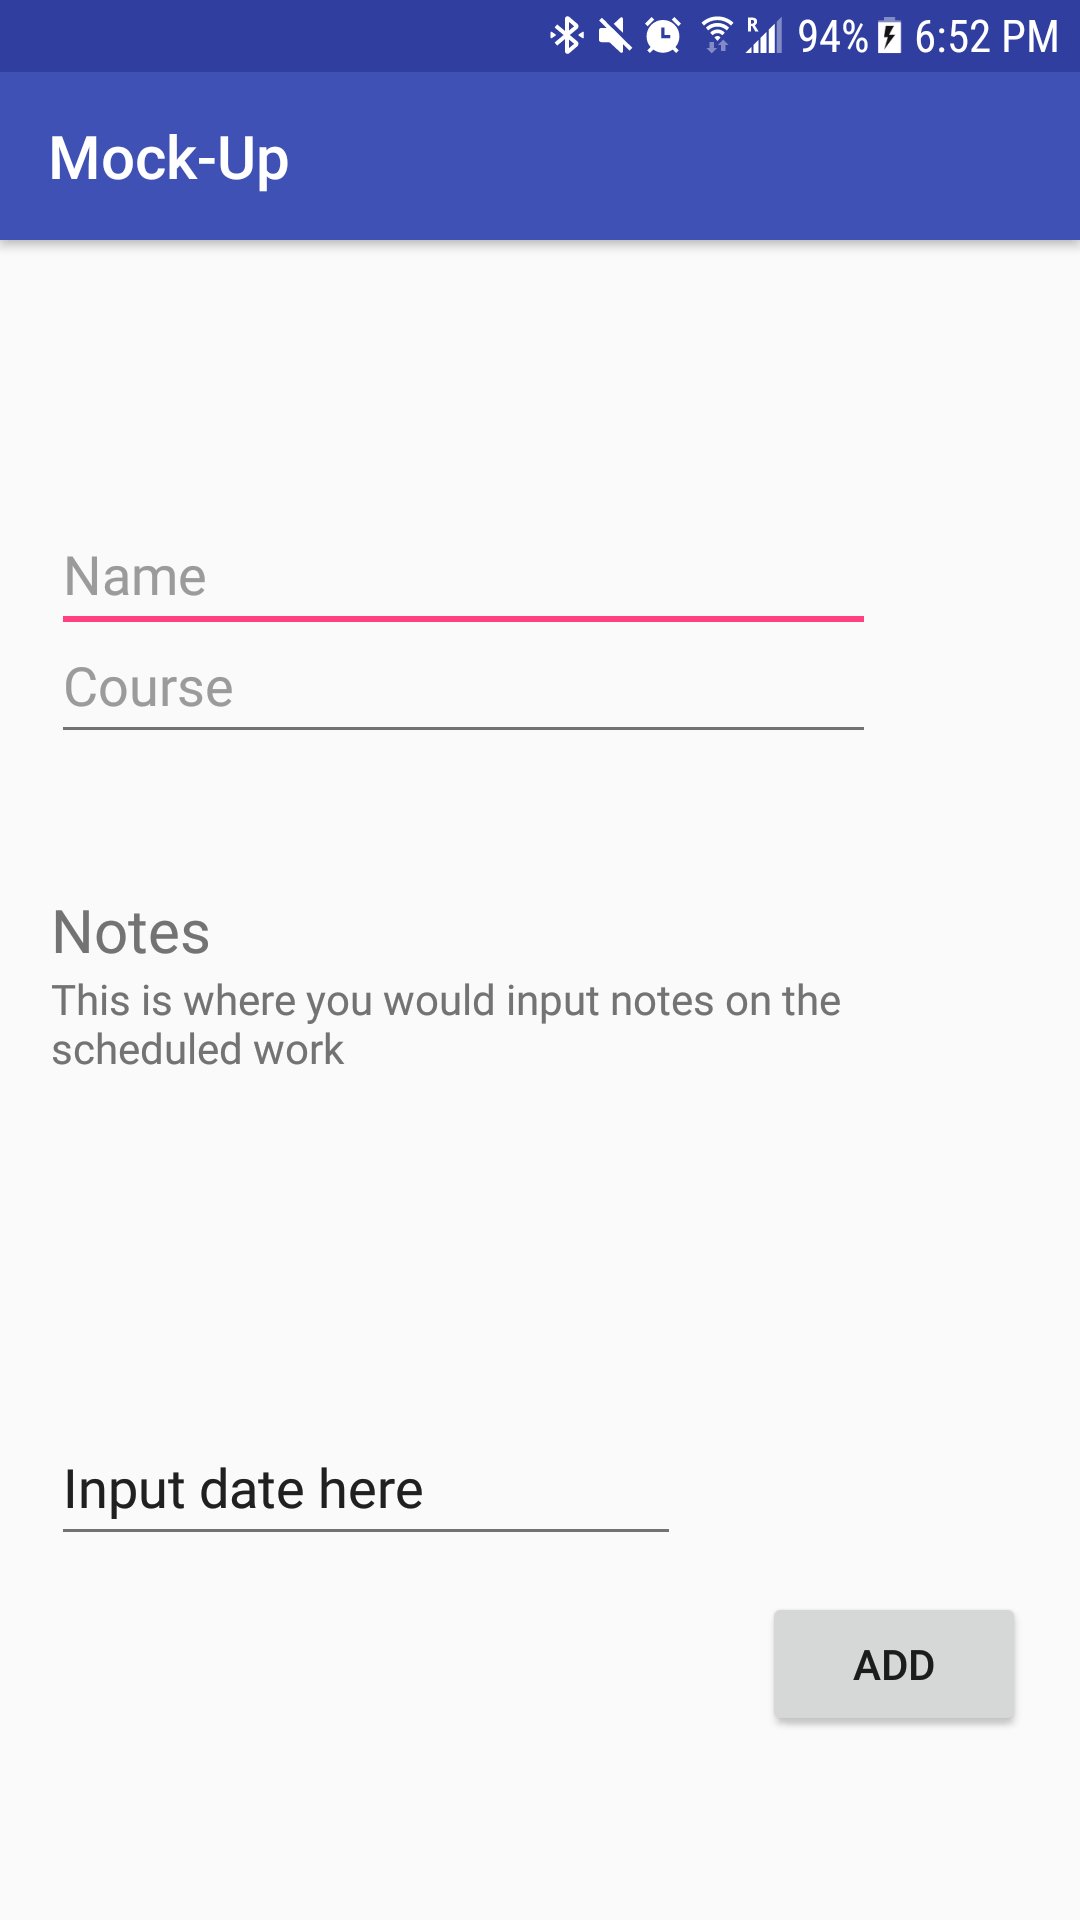 R 94% 6:52 PM
Mock-Up
Name
Course
Notes
This is where you would input notes on the
scheduled work
Input date here
ADD